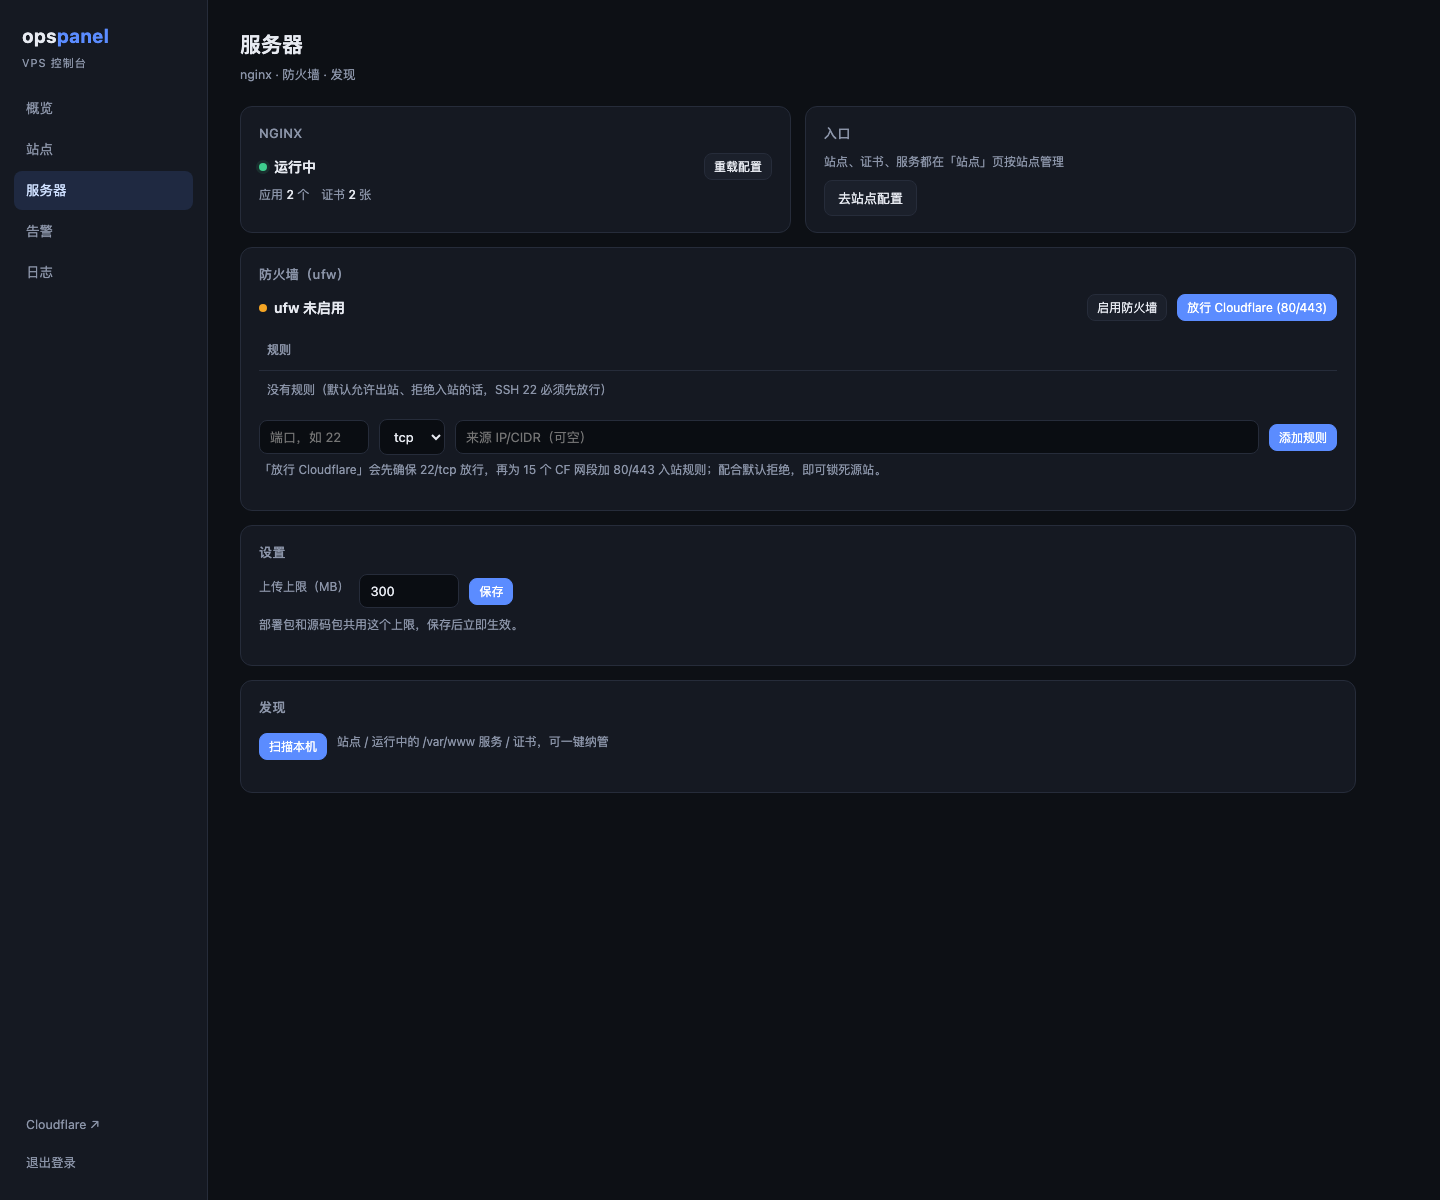 opspanel
VPS 控制台
概览
站点
服务器
告警
日志
Cloudflare ↗
退出登录
服务器
nginx · 防火墙 · 发现
NGINX
运行中
重载配置
应用 2 个 证书 2 张
入口
站点、证书、服务都在「站点」页按站点管理
去站点配置
防火墙（ufw）
ufw 未启用
启用防火墙
放行 Cloudflare (80/443)
规则
没有规则（默认允许出站、拒绝入站的话，SSH 22 必须先放行）
端口，如 22
tcp
来源 IP/CIDR（可空）
添加规则
「放行 Cloudflare」会先确保 22/tcp 放行，再为 15 个 CF 网段加 80/443 入站规则；配合默认拒绝，即可锁死源站。
设置
上传上限（MB）
300
保存
部署包和源码包共用这个上限，保存后立即生效。
发现
扫描本机
站点 / 运行中的 /var/www 服务 / 证书，可一键纳管